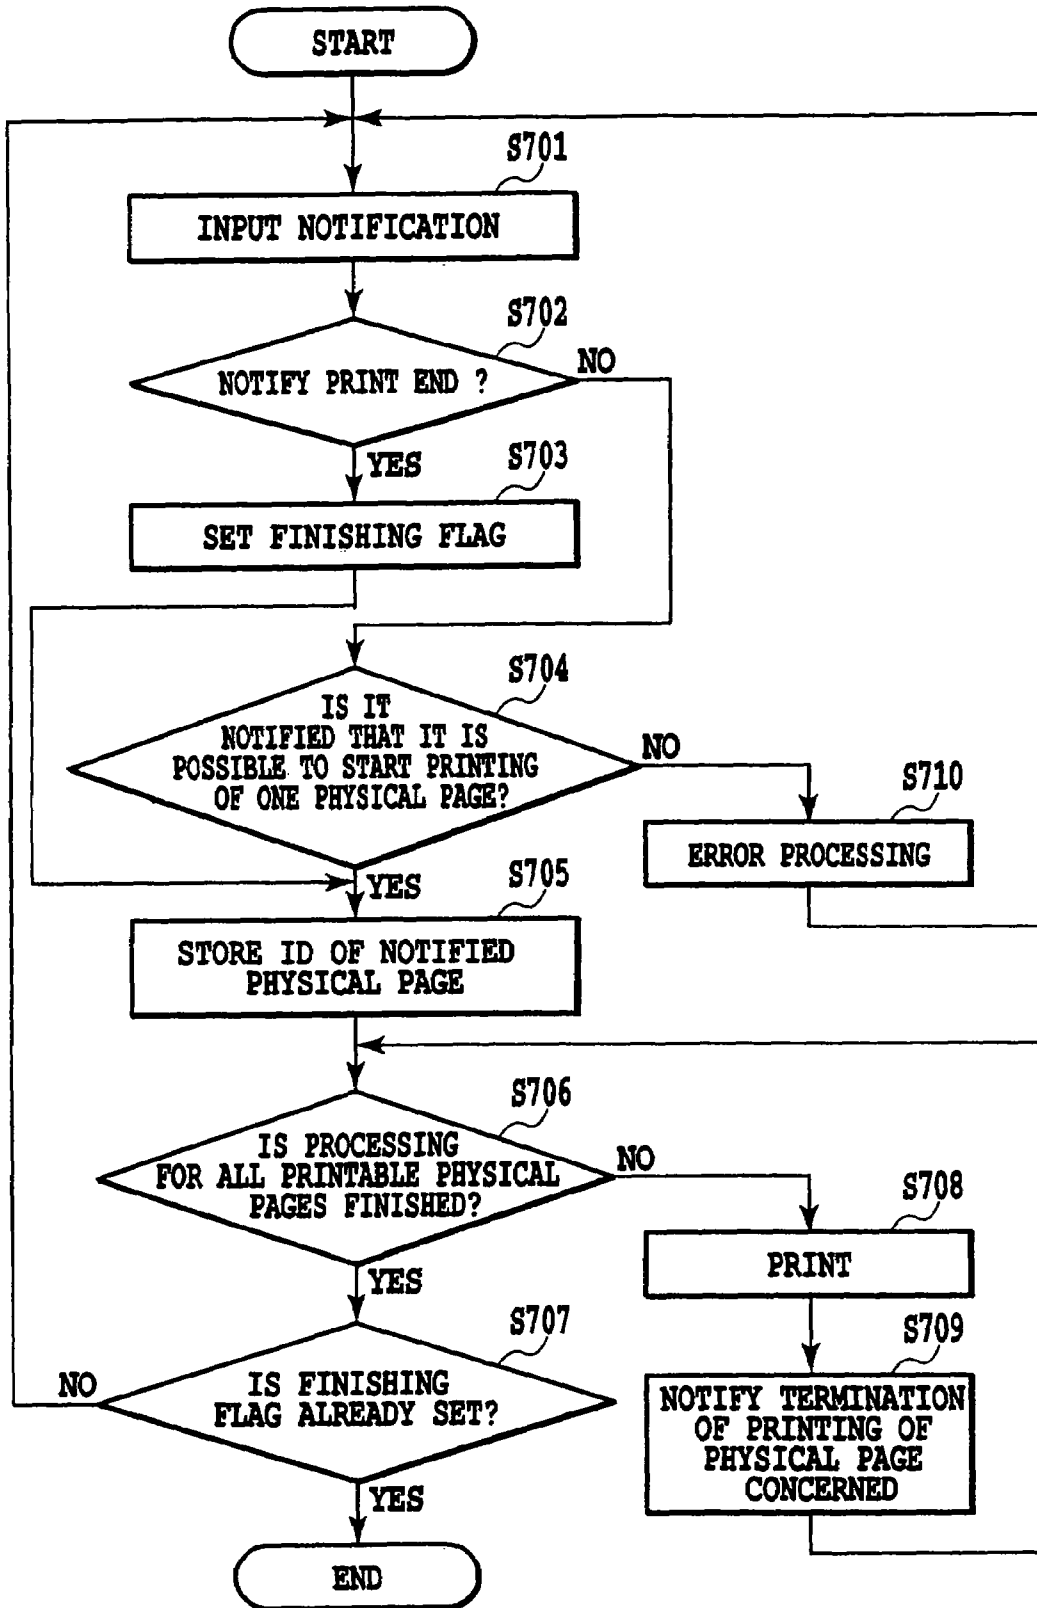 START
S701
INPUT NOTIFICATION
S702
NOTIFY PRINT END ?
NO
YES
S703
SET FINISHING FLAG
S704
IS IT
NOTIFIED THAT IT IS
POSSIBLE TO START PRINTING
OF ONE PHYSICAL PAGE?
NO
S710
ERROR PROCESSING
YES
S705
STORE ID OF NOTIFIED
PHYSICAL PAGE
S706
IS PROCESSING
FOR ALL PRINTABLE PHYSICAL
PAGES FINISHED?
NO
S708
PRINT
YES
S707
IS FINISHING
FLAG ALREADY SET?
NO
S709
NOTIFY TERMINATION
OF PRINTING OF
PHYSICAL PAGE
CONCERNED
YES
END